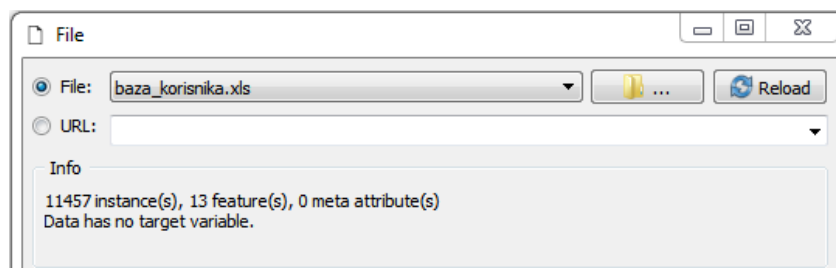 File
File: baza_korisnika.xls ... Reload
URL:
Info
11457 instance(s), 13 feature(s), 0 meta attribute(s)
Data has no target variable.